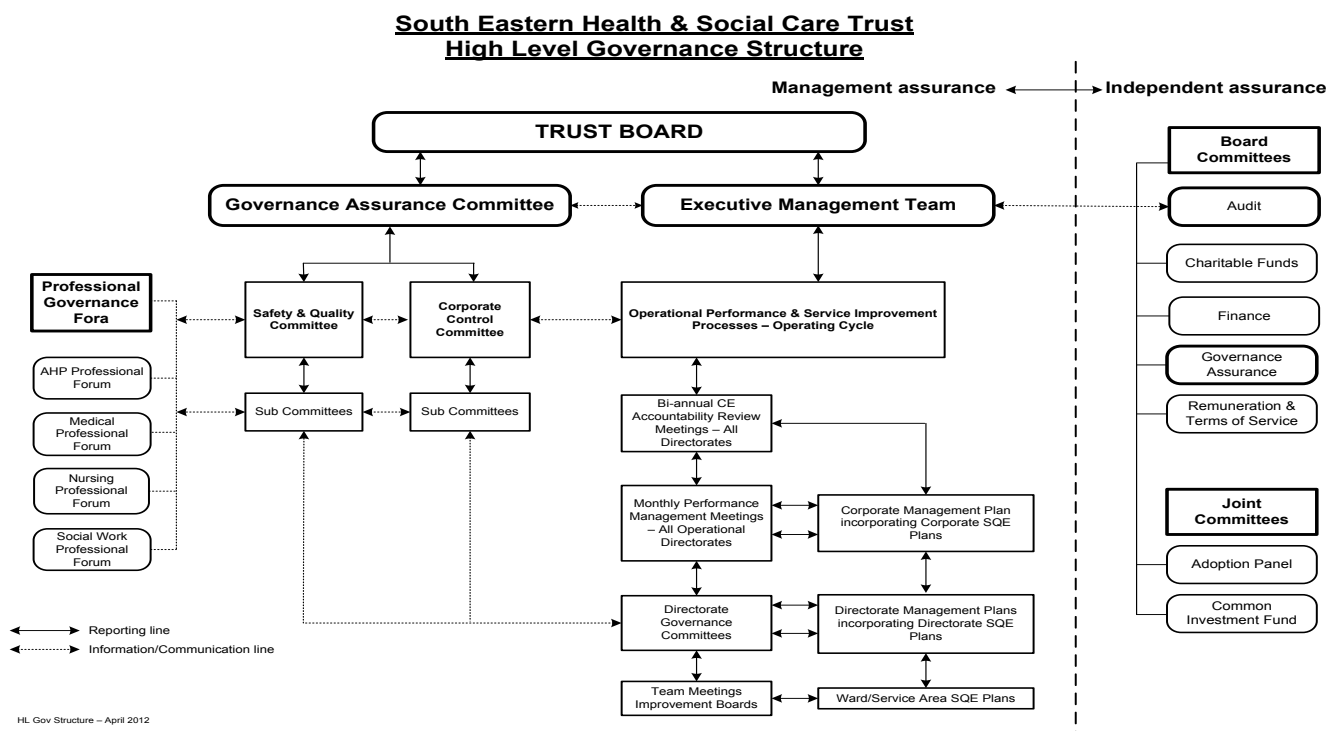 South Eastern Health & Social Care Trust
High Level Governance Structure
Management assurance
Independent assurance
TRUST BOARD
Board
Committees
Governance Assurance Committee
Executive Management Team
Audit
Charitable Funds
Finance
Governance
Assurance
Remuneration &
Terms of Service
Professional
Governance
Fora
Safety & Quality
Committee
Corporate
Control
Committee
Operational Performance & Service Improvement
Processes – Operating Cycle
AHP Professional
Forum
Medical
Professional
Forum
Nursing
Professional
Forum
Social Work
Professional
Forum
Sub Committees
Sub Committees
Bi-annual CE
Accountability Review
Meetings – All
Directorates
Monthly Performance
Management Meetings
– All Operational
Directorates
Corporate Management Plan
incorporating Corporate SQE
Plans
Joint
Committees
Adoption Panel
Common
Investment Fund
Directorate
Governance
Committees
Directorate Management Plans
incorporating Directorate SQE
Plans
Team Meetings
Improvement Boards
Ward/Service Area SQE Plans
Reporting line
Information/Communication line
HL Gov Structure – April 2012